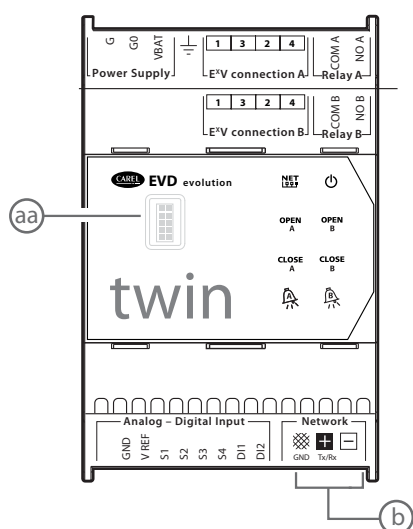 G G0 VBAT 1 3 2 4 COM A NO A
Power Supply EXV connection A Relay A
1 3 2 4 COM B NO B
EXV connection B Relay B
CAREL EVD evolution
NET
OPEN A OPEN B
CLOSE A CLOSE B
A B
aa
twin
Analog – Digital Input Network
GND V REF S1 S2 S3 S4 DI1 DI2
+ −
GND Tx/Rx
b